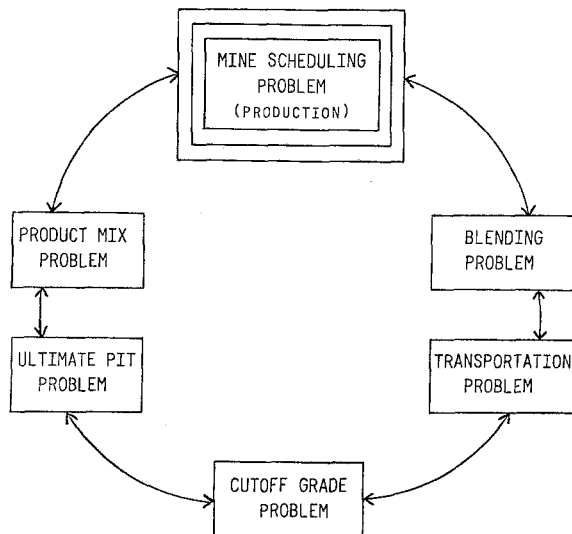 MINE SCHEDULING
PROBLEM
(PRODUCTION)
PRODUCT MIX
PROBLEM
BLENDING
PROBLEM
ULTIMATE PIT
PROBLEM
TRANSPORTATION
PROBLEM
CUTOFF GRADE
PROBLEM